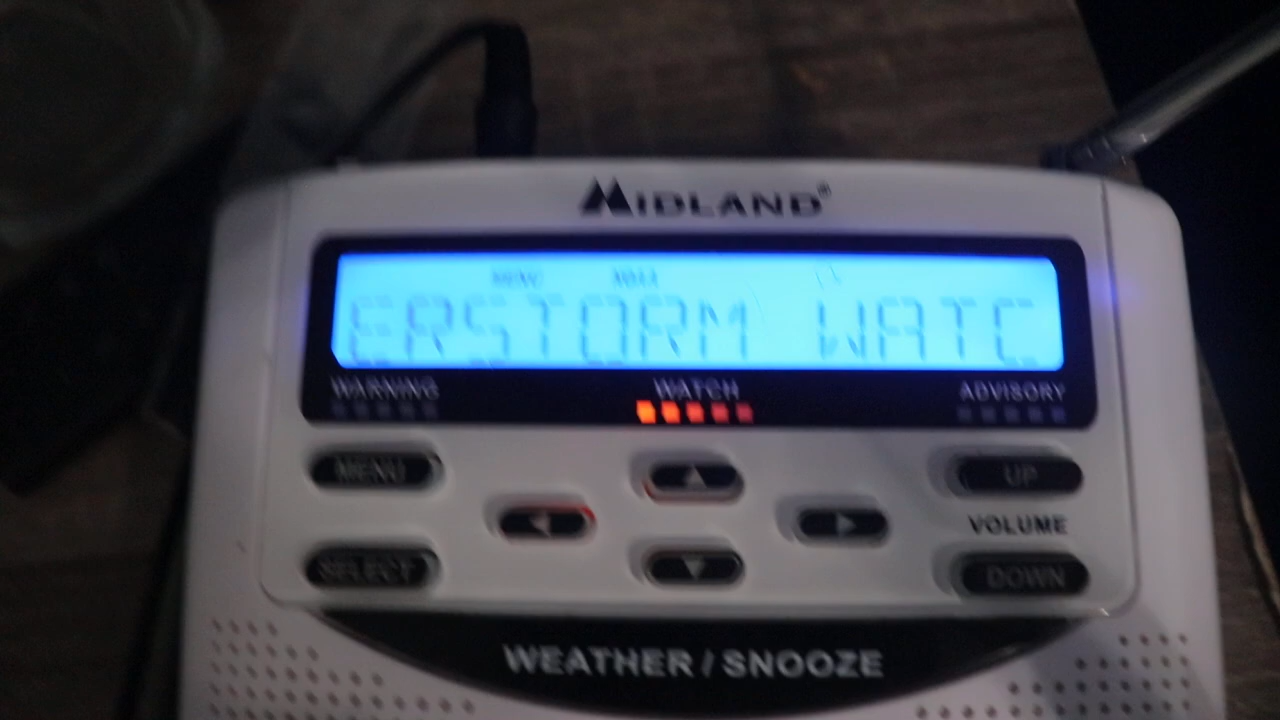 MIDLAND®
ERSTORM WATC
WARNING WATCH ADVISORY
MENU UP
VOLUME
SELECT DOWN
WEATHER / SNOOZE